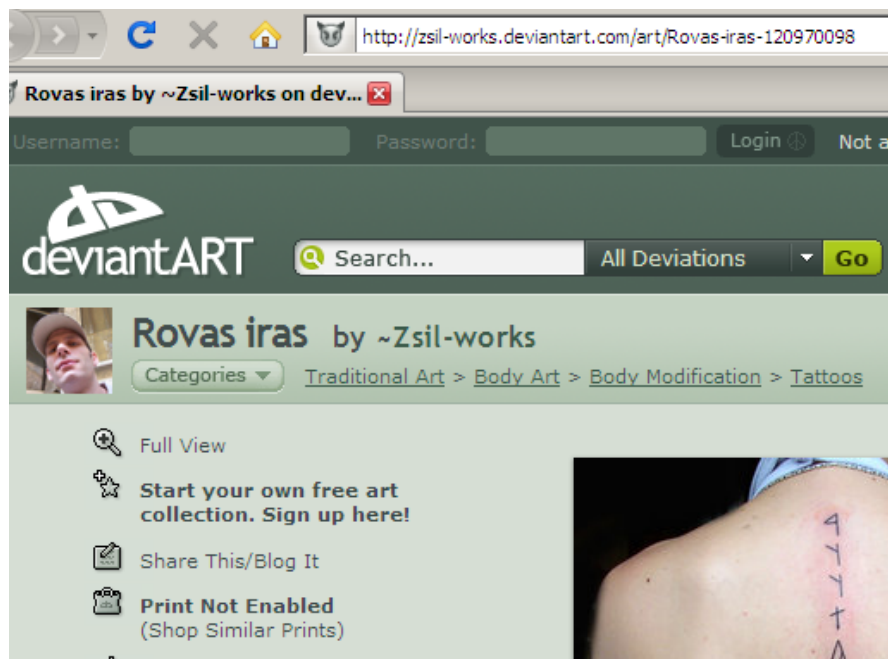 http://zsil-works.deviantart.com/art/Rovas-iras-120970098
Rovas iras by ~Zsil-works on dev...
Username: Password: Login Not a
deviantART Search... All Deviations Go
Rovas iras by ~Zsil-works
Categories Traditional Art > Body Art > Body Modification > Tattoos
Full View
Start your own free art
collection. Sign up here!
Share This/Blog It
Print Not Enabled
(Shop Similar Prints)